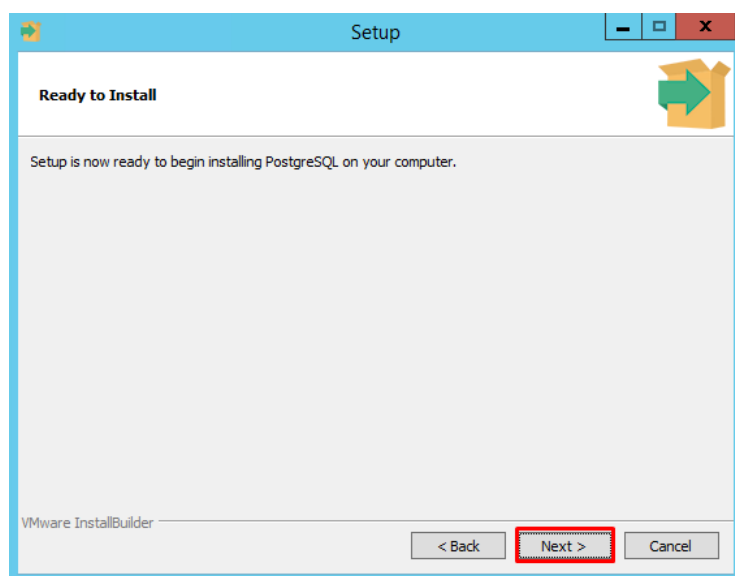 Setup
Ready to Install
Setup is now ready to begin installing PostgreSQL on your computer.
VMware InstallBuilder
< Back Next > Cancel